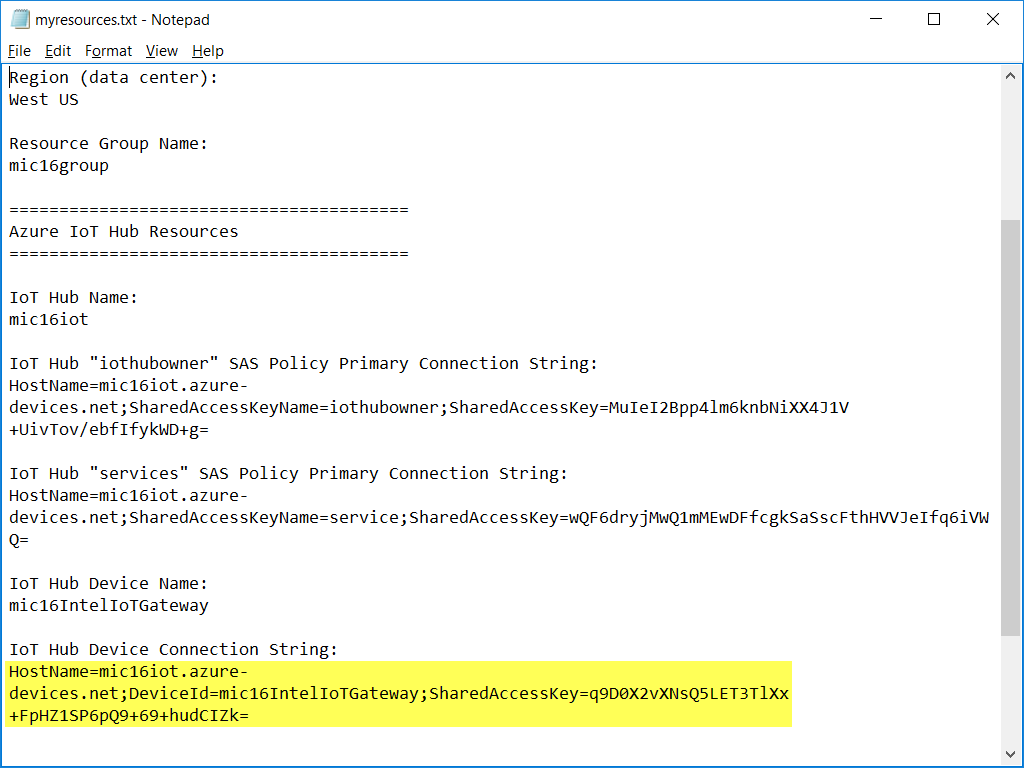 myresources.txt - Notepad
File Edit Format View Help
Region (data center):
West US
Resource Group Name:
mic16group
========================================
Azure IoT Hub Resources
========================================
IoT Hub Name:
mic16iot
IoT Hub "iothubowner" SAS Policy Primary Connection String:
HostName=mic16iot.azure-
devices.net;SharedAccessKeyName=iothubowner;SharedAccessKey=MuIeI2Bpp4lm6knbNiXX4J1V
+UivTov/ebfIfykWD+g=
IoT Hub "services" SAS Policy Primary Connection String:
HostName=mic16iot.azure-
devices.net;SharedAccessKeyName=service;SharedAccessKey=wQF6dryjMwQ1mMEwDFfcgkSaSscFthHVVJeIfq6iVW
Q=
IoT Hub Device Name:
mic16IntelIoTGateway
IoT Hub Device Connection String:
HostName=mic16iot.azure-
devices.net;DeviceId=mic16IntelIoTGateway;SharedAccessKey=q9D0X2vXNsQ5LET3TlXx
+FpHZ1SP6pQ9+69+hudCIZk=